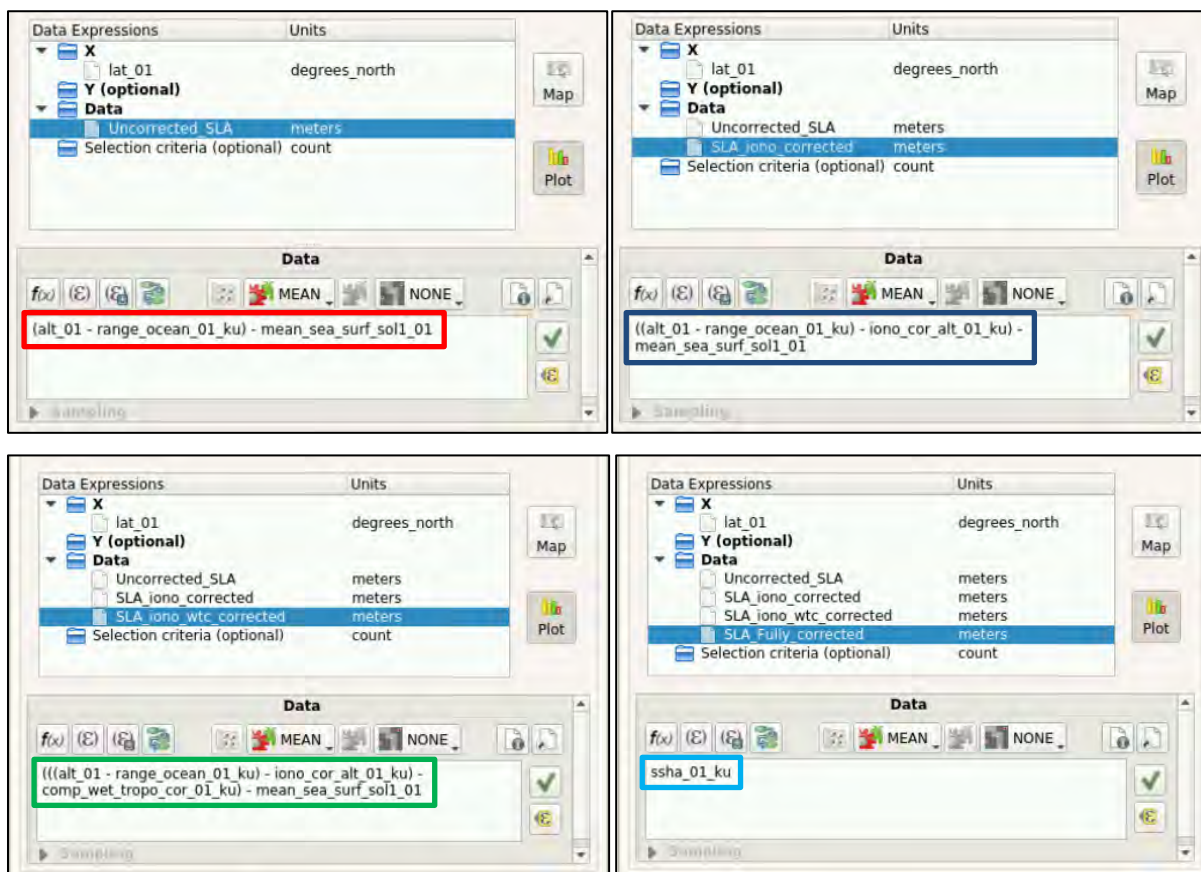 Data Expressions Units
X
lat_01 degrees_north
Y (optional)
Data
Uncorrected_SLA meters
Selection criteria (optional) count
Map
Plot
Data
f(x) (ε) (ε) MEAN NONE
(alt_01 - range_ocean_01_ku) - mean_sea_surf_sol1_01
Sampling
Data Expressions Units
X
lat_01 degrees_north
Y (optional)
Data
Uncorrected_SLA meters
SLA_iono_corrected meters
Selection criteria (optional) count
Map
Plot
Data
f(x) (ε) (ε) MEAN NONE
((alt_01 - range_ocean_01_ku) - iono_cor_alt_01_ku) -
mean_sea_surf_sol1_01
Sampling
Data Expressions Units
X
lat_01 degrees_north
Y (optional)
Data
Uncorrected_SLA meters
SLA_iono_corrected meters
SLA_iono_wtc_corrected meters
Selection criteria (optional) count
Map
Plot
Data
f(x) (ε) (ε) MEAN NONE
(((alt_01 - range_ocean_01_ku) - iono_cor_alt_01_ku) -
comp_wet_tropo_cor_01_ku) - mean_sea_surf_sol1_01
Sampling
Data Expressions Units
X
lat_01 degrees_north
Y (optional)
Data
Uncorrected_SLA meters
SLA_iono_corrected meters
SLA_iono_wtc_corrected meters
SLA_Fully_corrected meters
Selection criteria (optional) count
Map
Plot
Data
f(x) (ε) (ε) MEAN NONE
ssha_01_ku
Sampling